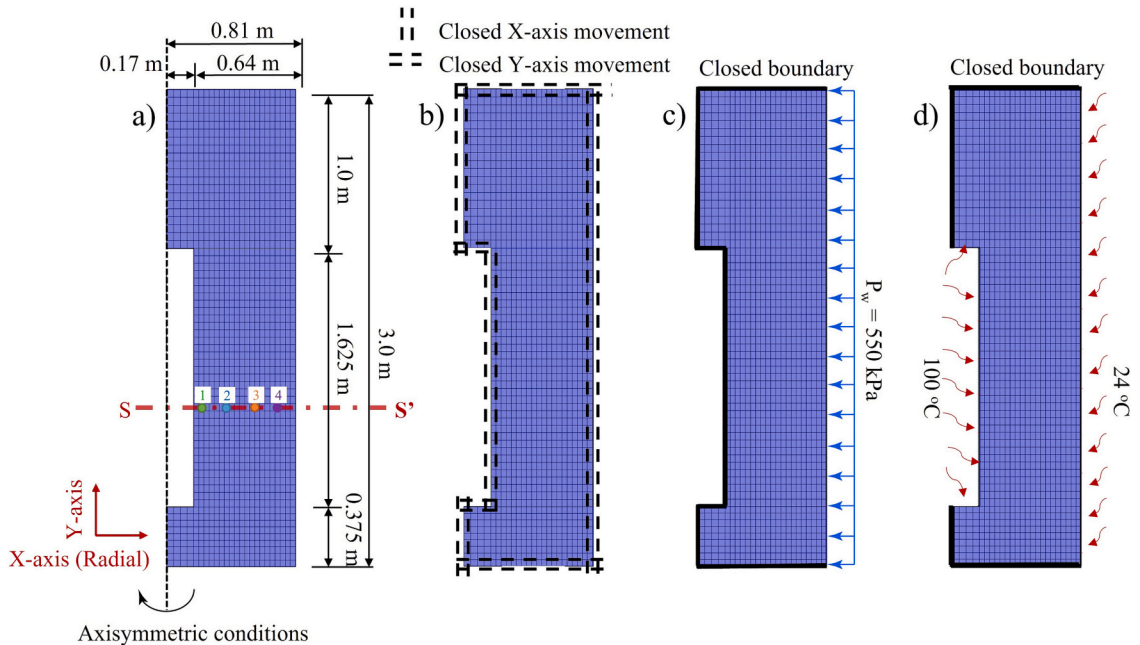 0.81 m
0.17 m
0.64 m
Closed X-axis movement
Closed Y-axis movement
Closed boundary
Closed boundary
a)
b)
c)
d)
1.0 m
1.625 m
3.0 m
0.375 m
1
2
3
4
S
S'
Y-axis
X-axis (Radial)
Axisymmetric conditions
Pw = 550 kPa
100 ºC
24 ºC